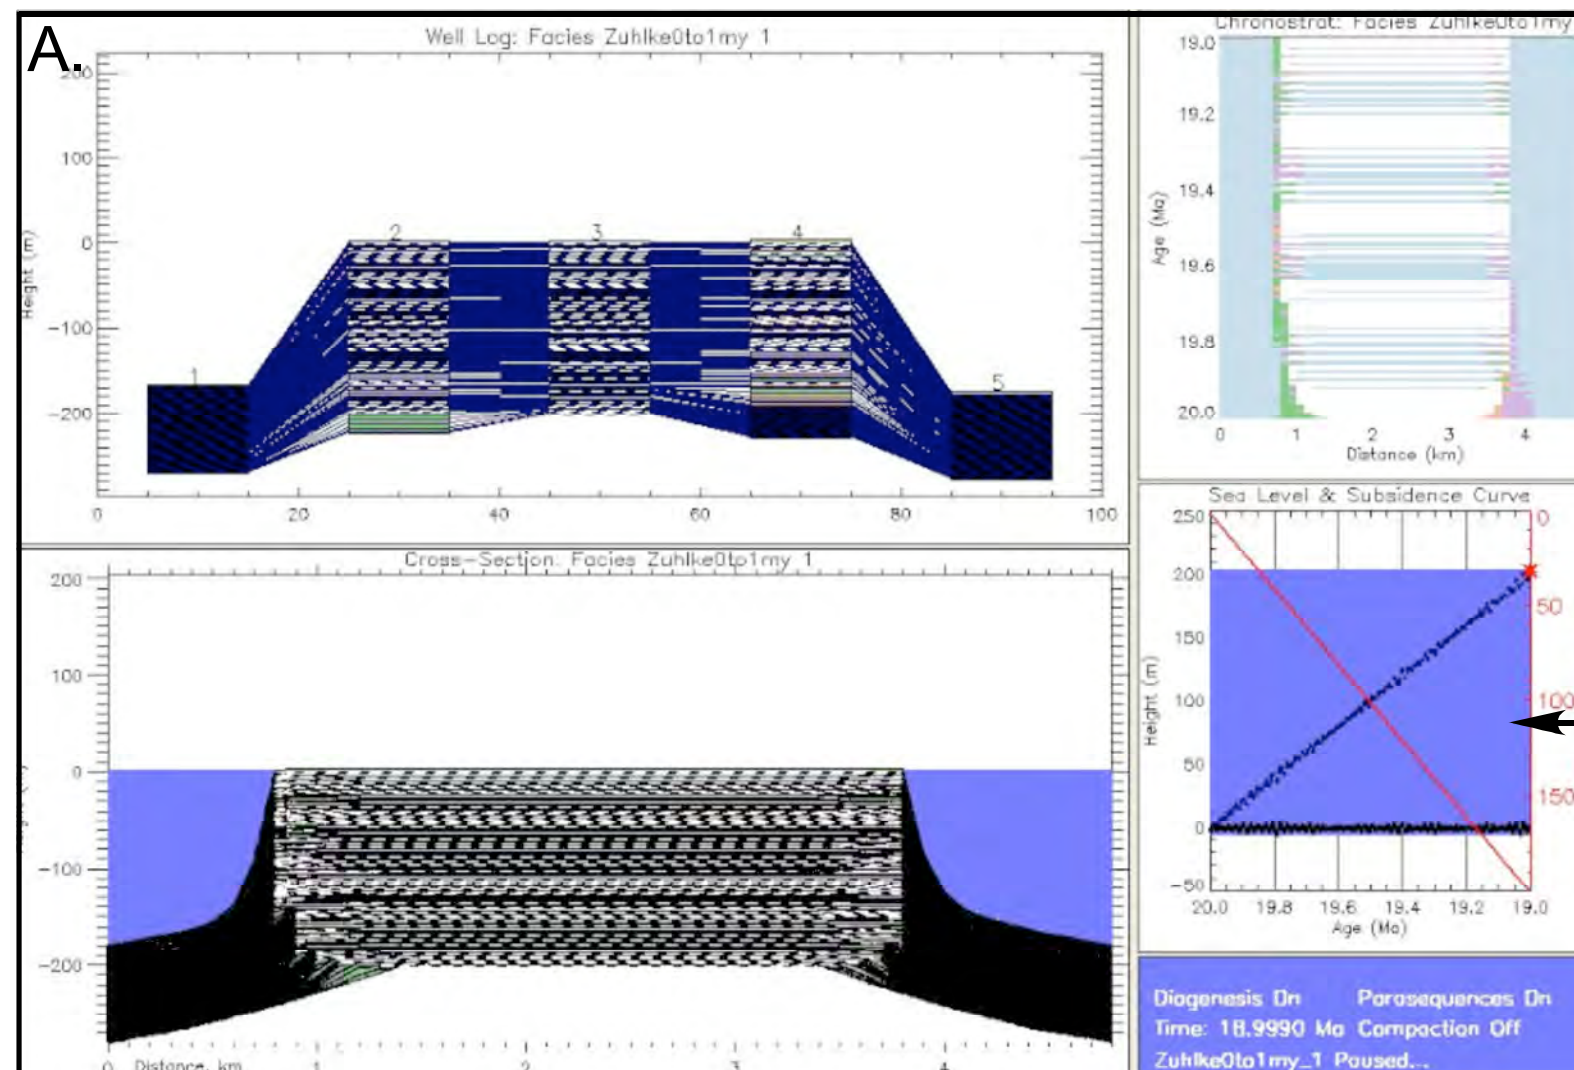 A.
Well Log: Facies Zuhlke0to1my 1
200
100
0
-100
-200
Height (m)
1
2
3
4
5
0 20 40 60 80 100
Chronostrat: Facies Zuhlke0to1my
19.0
19.2
19.4
19.6
19.8
20.0
Age (Ma)
0 1 2 3 4
Distance (km)
Cross-Section: Facies Zuhlke0to1my 1
200
100
0
-100
-200
0 Distance, km 1 2 3 4
Sea Level & Subsidence Curve
250
200
150
100
50
0
-50
Height (m)
0
50
100
150
20.0 19.8 19.6 19.4 19.2 19.0
Age (Ma)
Diagenesis On Parasequences On
Time: 18.9990 Ma Compaction Off
Zuhlke0to1my_1 Paused...